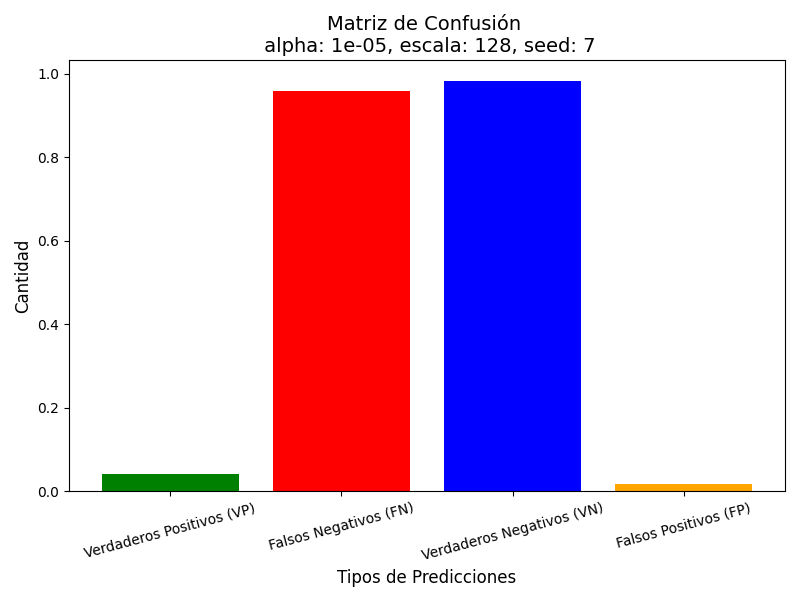 Matriz de Confusión
alpha: 1e-05, escala: 128, seed: 7
Cantidad
1.0
0.8
0.6
0.4
0.2
0.0
Verdaderos Positivos (VP)
Falsos Negativos (FN)
Verdaderos Negativos (VN)
Falsos Positivos (FP)
Tipos de Predicciones